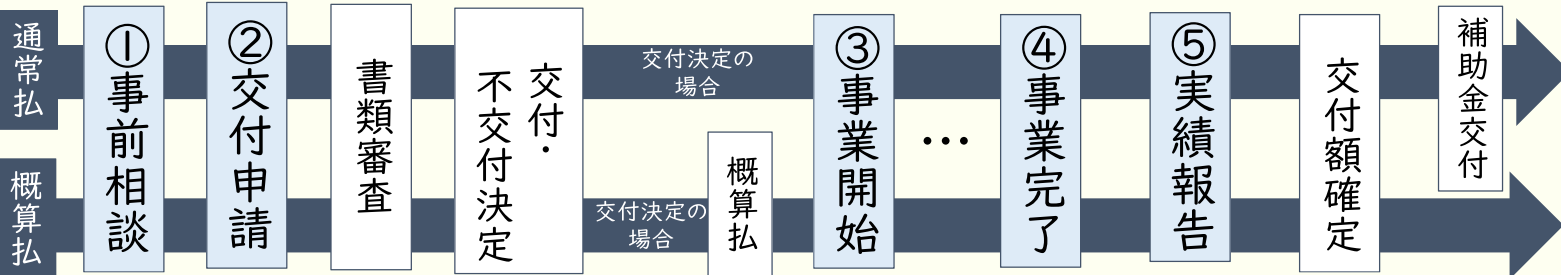 通常払
概算払
①事前相談
②交付申請
書類審査
交付・
不交付決定
交付決定の
場合
交付決定の
場合
概算払
③事業開始
…
④事業完了
⑤実績報告
交付額確定
補助金交付